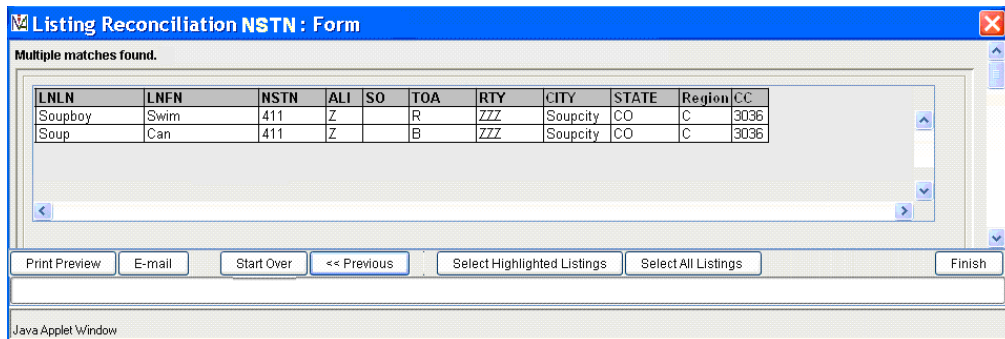 Listing Reconciliation NSTN : Form
Multiple matches found.
LNLN LNFN NSTN ALI SO TOA RTY CITY STATE Region CC
Soupboy Swim 411 Z R ZZZ Soupcity CO C 3036
Soup Can 411 Z B ZZZ Soupcity CO C 3036
Print Preview E-mail Start Over << Previous Select Highlighted Listings Select All Listings Finish
Java Applet Window